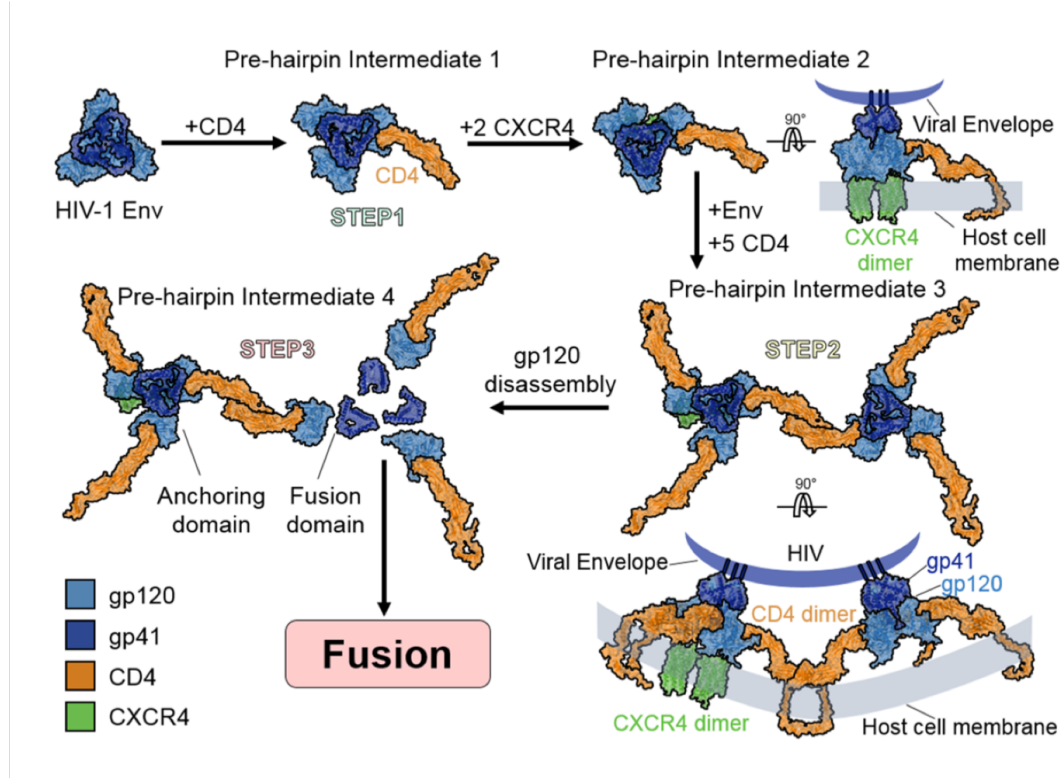 Pre-hairpin Intermediate 1
Pre-hairpin Intermediate 2
+CD4
+2 CXCR4
90°
Viral Envelope
CD4
HIV-1 Env
STEP1
+Env
+5 CD4
CXCR4
dimer
Host cell
membrane
Pre-hairpin Intermediate 4
Pre-hairpin Intermediate 3
STEP3
STEP2
gp120
disassembly
Anchoring
domain
Fusion
domain
90°
Viral Envelope
HIV
gp41
gp120
CD4 dimer
gp120
gp41
CD4
CXCR4
Fusion
CXCR4 dimer
Host cell membrane